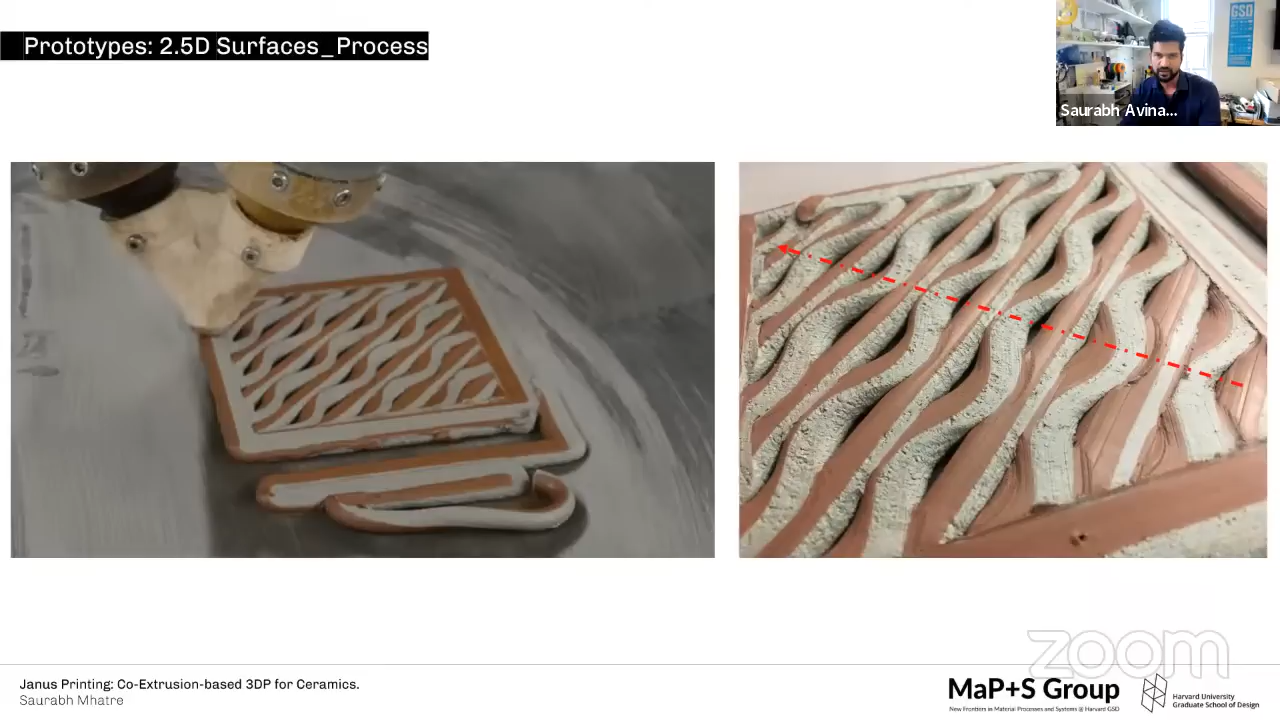 Prototypes: 2.5D Surfaces_Process
GSD
Saurabh Avina...
zoom
Janus Printing: Co-Extrusion-based 3DP for Ceramics.
Saurabh Mhatre
MaP+S Group
New Frontiers in Material Processes and Systems @ Harvard GSD
Harvard University
Graduate School of Design